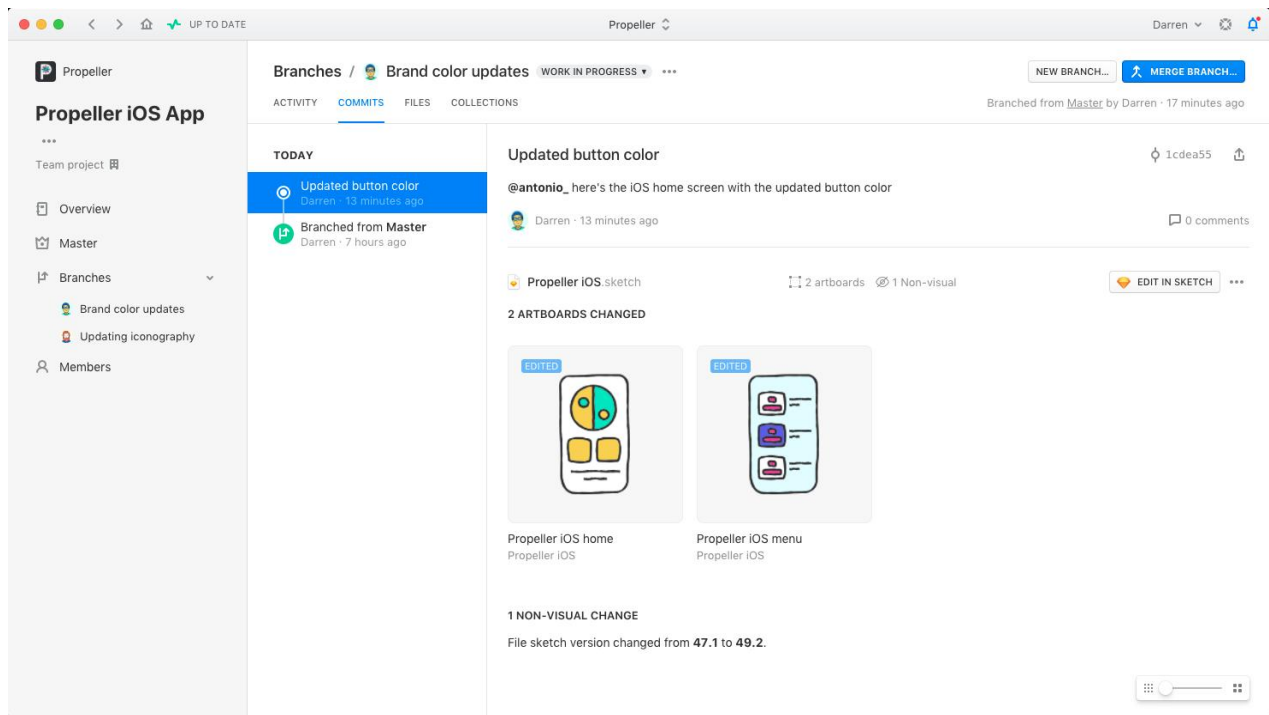 UP TO DATE
Propeller
Darren
Propeller
Propeller iOS App
Team project
Overview
Master
Branches
Brand color updates
Updating iconography
Members
Branches / Brand color updates WORK IN PROGRESS
NEW BRANCH...
MERGE BRANCH...
ACTIVITY COMMITS FILES COLLECTIONS
Branched from Master by Darren · 17 minutes ago
TODAY
Updated button color
Darren · 13 minutes ago
Branched from Master
Darren · 7 hours ago
Updated button color
1cdea55
@antonio_ here's the iOS home screen with the updated button color
Darren · 13 minutes ago
0 comments
Propeller iOS.sketch
2 artboards
1 Non-visual
EDIT IN SKETCH
2 ARTBOARDS CHANGED
EDITED
EDITED
Propeller iOS home
Propeller iOS
Propeller iOS menu
Propeller iOS
1 NON-VISUAL CHANGE
File sketch version changed from 47.1 to 49.2.